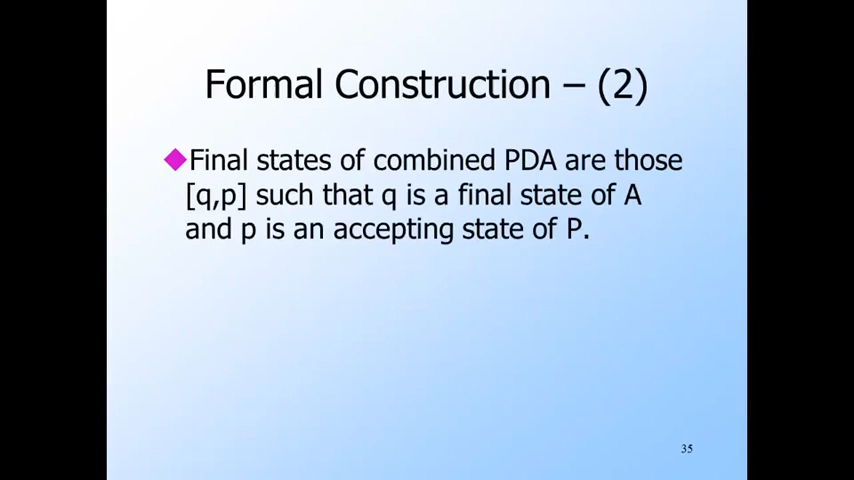 Formal Construction – (2)
Final states of combined PDA are those
[q,p] such that q is a final state of A
and p is an accepting state of P.
35